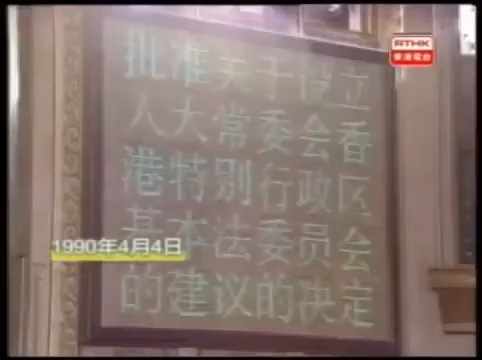 RTHK
香港電台
批准关于设立
人大常委会香
港特别行政区
基本法委员会
的建议的决定
1990年4月4日